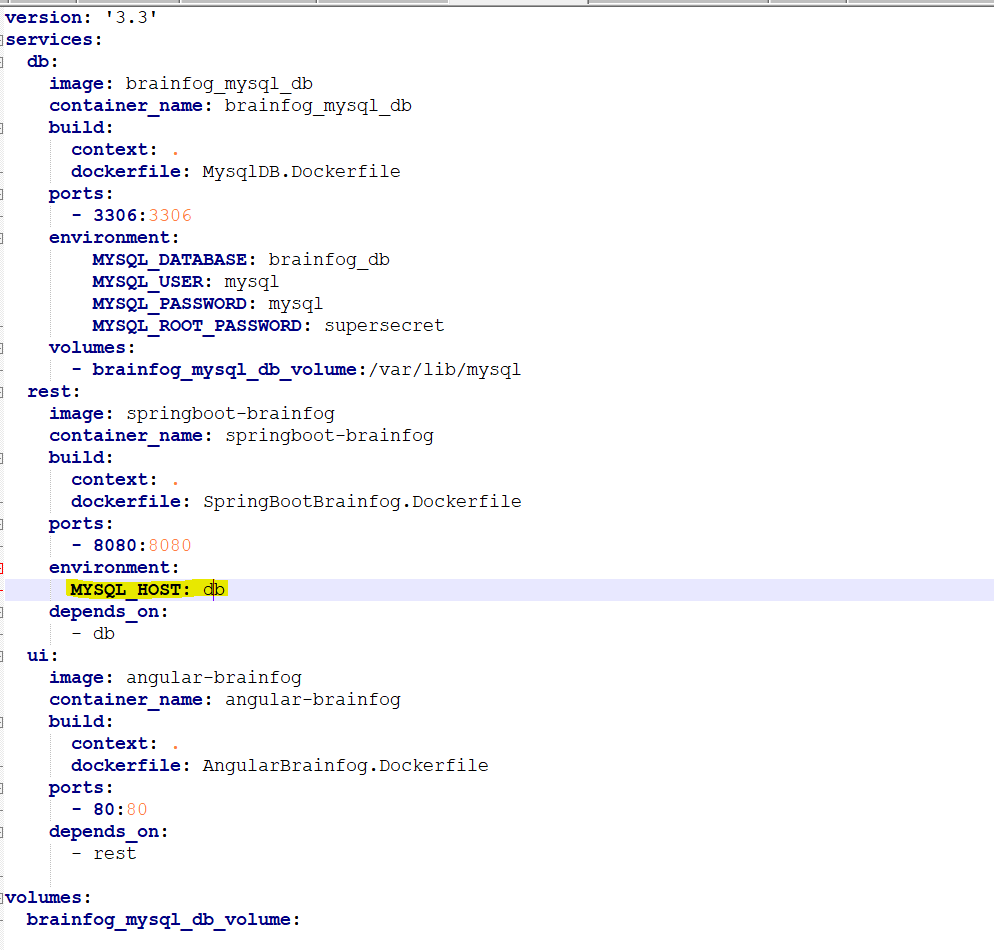 version: '3.3'
services:
  db:
    image: brainfog_mysql_db
    container_name: brainfog_mysql_db
    build:
      context: .
      dockerfile: MysqlDB.Dockerfile
    ports:
      - 3306:3306
    environment:
        MYSQL_DATABASE: brainfog_db
        MYSQL_USER: mysql
        MYSQL_PASSWORD: mysql
        MYSQL_ROOT_PASSWORD: supersecret
    volumes:
      - brainfog_mysql_db_volume:/var/lib/mysql
  rest:
    image: springboot-brainfog
    container_name: springboot-brainfog
    build:
      context: .
      dockerfile: SpringBootBrainfog.Dockerfile
    ports:
      - 8080:8080
    environment:
      MYSQL_HOST: db
    depends_on:
      - db
  ui:
    image: angular-brainfog
    container_name: angular-brainfog
    build:
      context: .
      dockerfile: AngularBrainfog.Dockerfile
    ports:
      - 80:80
    depends_on:
      - rest

volumes:
  brainfog_mysql_db_volume: